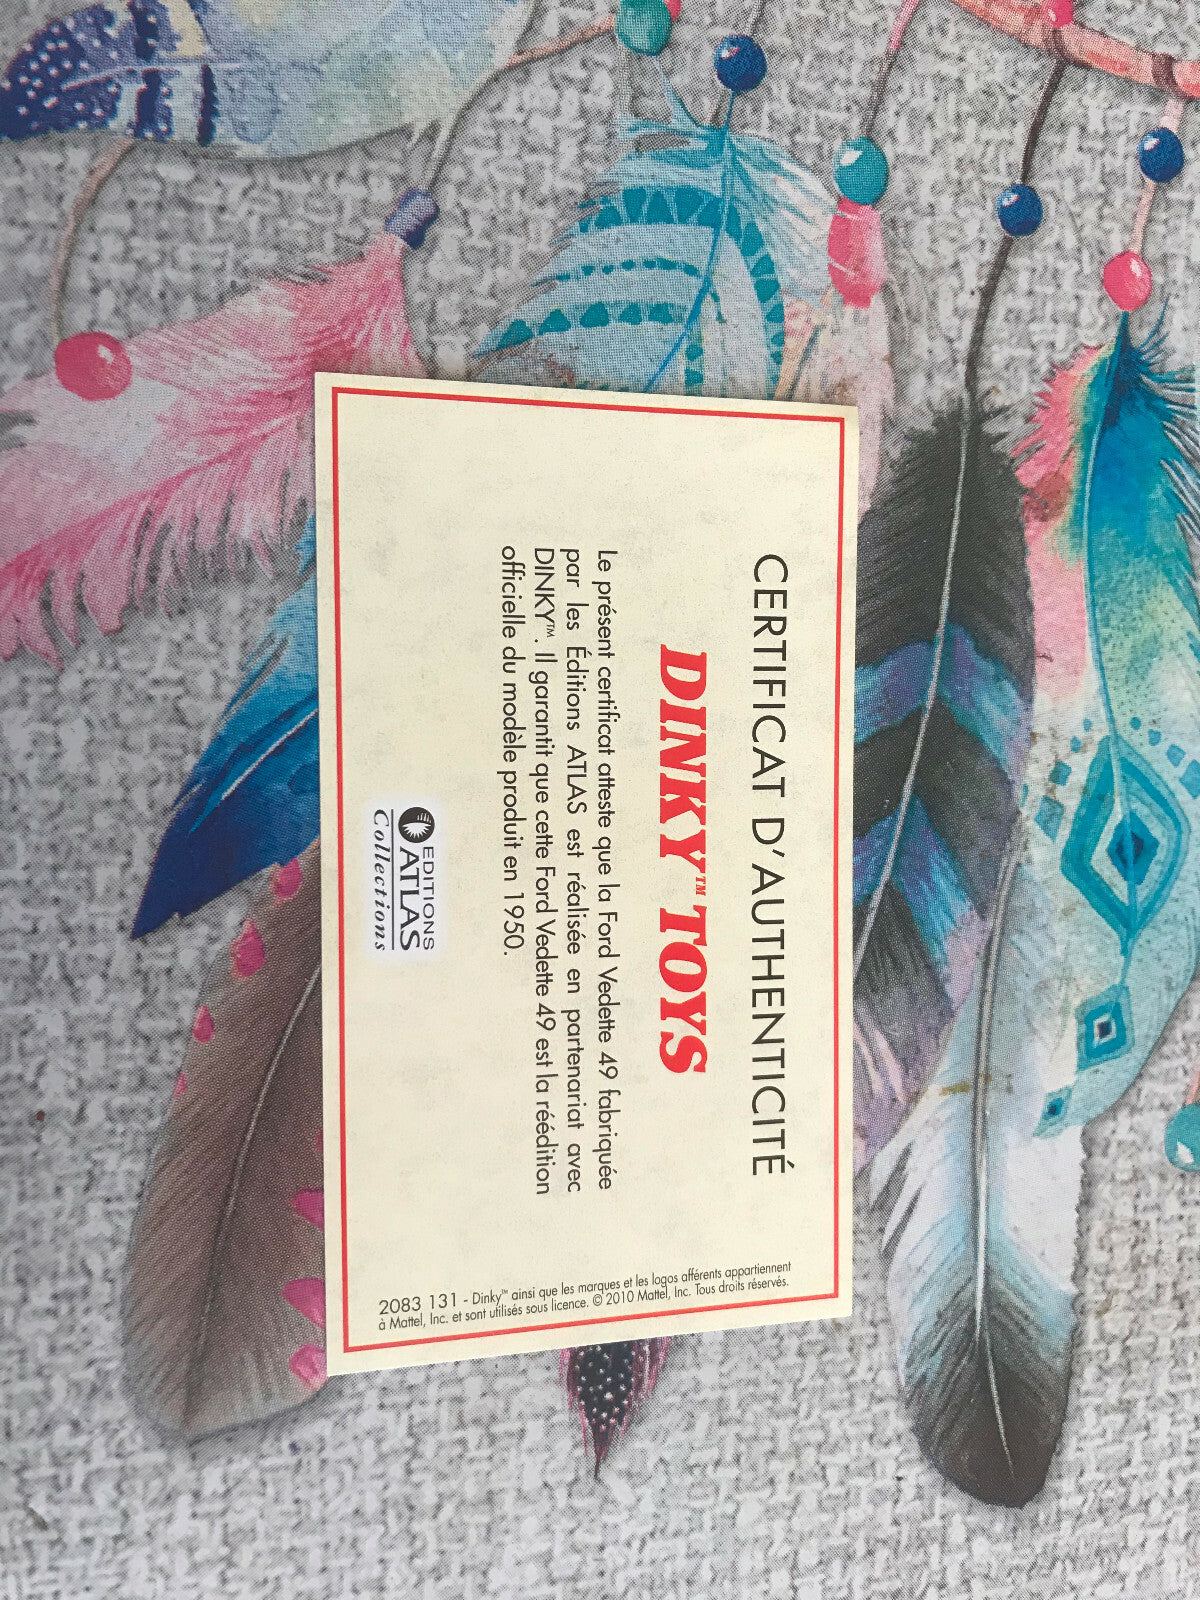 CERTIFICAT D'AUTHENTICITÉ
DINKY™ TOYS
Le présent certificat atteste que la Ford Vedette 49 fabriquée
par les Éditions ATLAS est réalisée en partenariat avec
DINKY™. Il garantit que cette Ford Vedette 49 est la réédition
officielle du modèle produit en 1950.
EDITIONS
ATLAS
Collections
2083 131 - Dinky™ ainsi que les marques et les logos afférents appartiennent
à Mattel, Inc. et sont utilisés sous licence. © 2010 Mattel, Inc. Tous droits réservés.